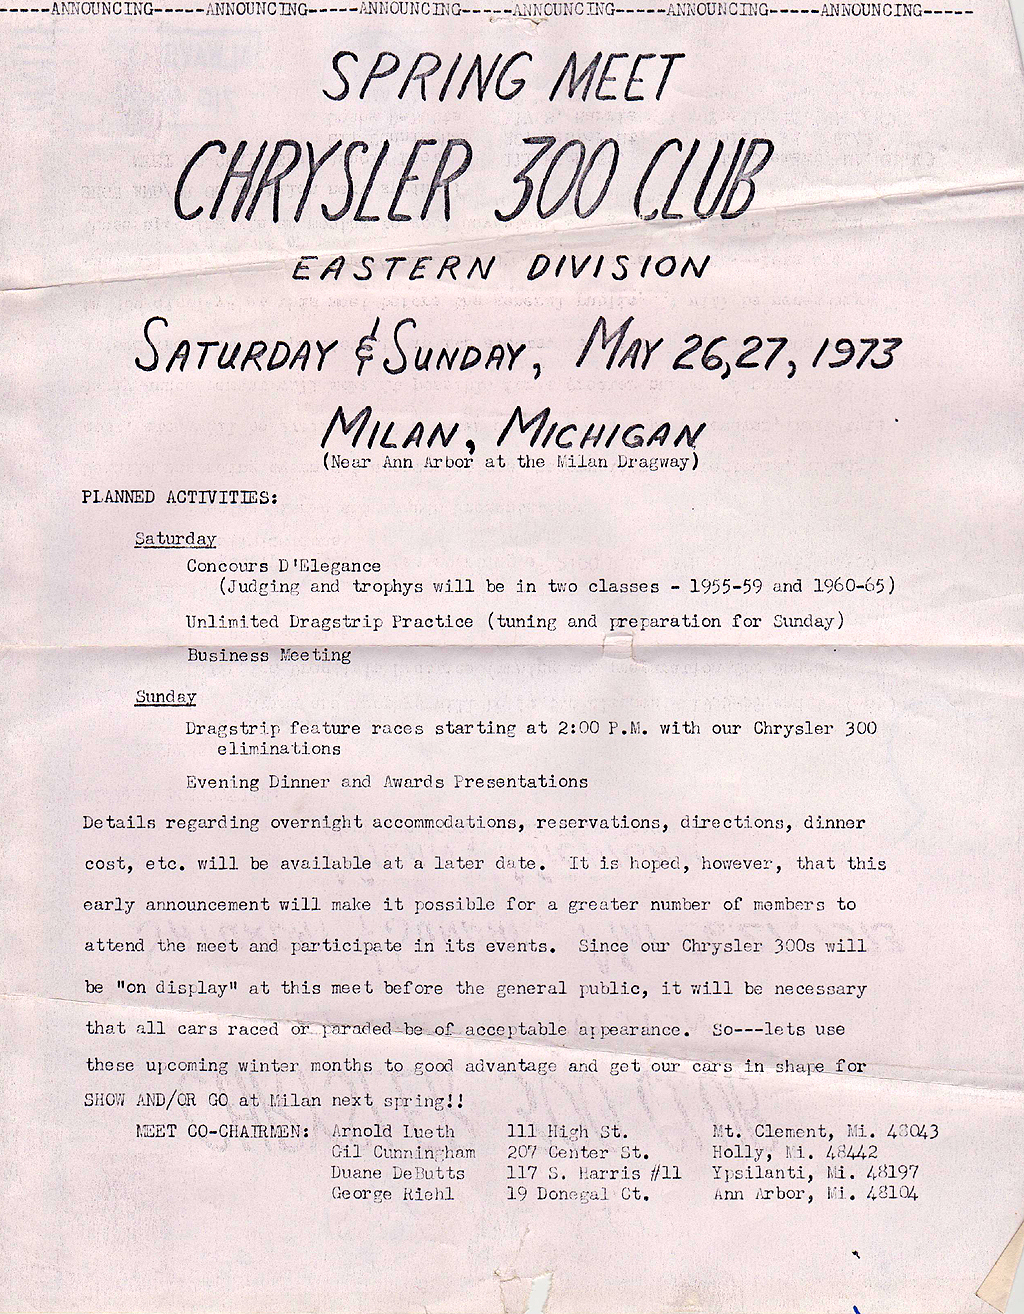 -----ANNOUNCING-----ANNOUNCING-----ANNOUNCING-----ANNOUNCING-----ANNOUNCING-----ANNOUNCING-----
SPRING MEET
CHRYSLER 300 CLUB
EASTERN DIVISION
SATURDAY & SUNDAY, MAY 26,27, 1973
MILAN, MICHIGAN
(Near Ann Arbor at the Milan Dragway)
PLANNED ACTIVITIES:
Saturday
Concours D'Elegance
(Judging and trophys will be in two classes - 1955-59 and 1960-65)
Unlimited Dragstrip Practice (tuning and preparation for Sunday)
Business Meeting
Sunday
Dragstrip feature races starting at 2:00 P.M. with our Chrysler 300
eliminations
Evening Dinner and Awards Presentations
Details regarding overnight accommodations, reservations, directions, dinner
cost, etc. will be available at a later date. It is hoped, however, that this
early announcement will make it possible for a greater number of members to
attend the meet and participate in its events. Since our Chrysler 300s will
be "on display" at this meet before the general public, it will be necessary
that all cars raced or paraded be of acceptable appearance. So---lets use
these upcoming winter months to good advantage and get our cars in shape for
SHOW AND/OR GO at Milan next spring!!
MEET CO-CHAIRMEN: Arnold Lueth 111 High St. Mt. Clement, Mi. 48043
Gil Cunningham 207 Center St. Holly, Mi. 48442
Duane DeButts 117 S. Harris #11 Ypsilanti, Mi. 48197
George Riehl 19 Donegal Ct. Ann Arbor, Mi. 48104